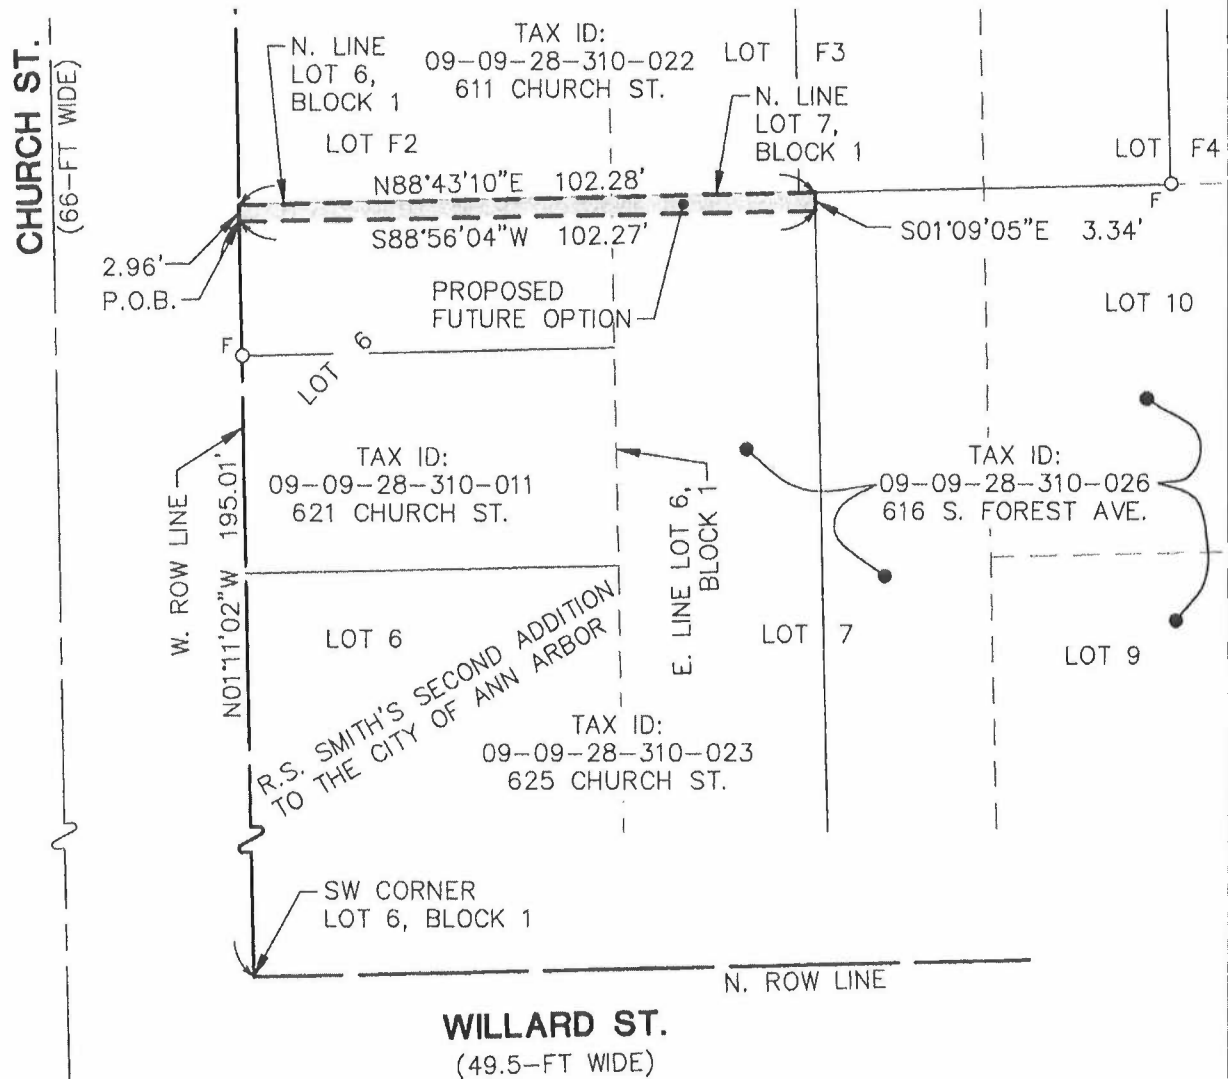 CHURCH ST.
(66-FT WIDE)
N. LINE
LOT 6,
BLOCK 1
TAX ID:
09-09-28-310-022
611 CHURCH ST.
LOT F3
N. LINE
LOT 7,
BLOCK 1
LOT F2
LOT F4
N88°43'10"E 102.28'
F
S88°56'04"W 102.27'
S01°09'05"E 3.34'
2.96'
P.O.B.
PROPOSED
FUTURE OPTION
LOT 10
F
LOT 6
W. ROW LINE
N01°11'02"W 195.01'
TAX ID:
09-09-28-310-011
621 CHURCH ST.
E. LINE LOT 6,
BLOCK 1
TAX ID:
09-09-28-310-026
616 S. FOREST AVE.
LOT 6
LOT 7
LOT 9
R.S. SMITH'S SECOND ADDITION
TO THE CITY OF ANN ARBOR
TAX ID:
09-09-28-310-023
625 CHURCH ST.
SW CORNER
LOT 6, BLOCK 1
N. ROW LINE
WILLARD ST.
(49.5-FT WIDE)